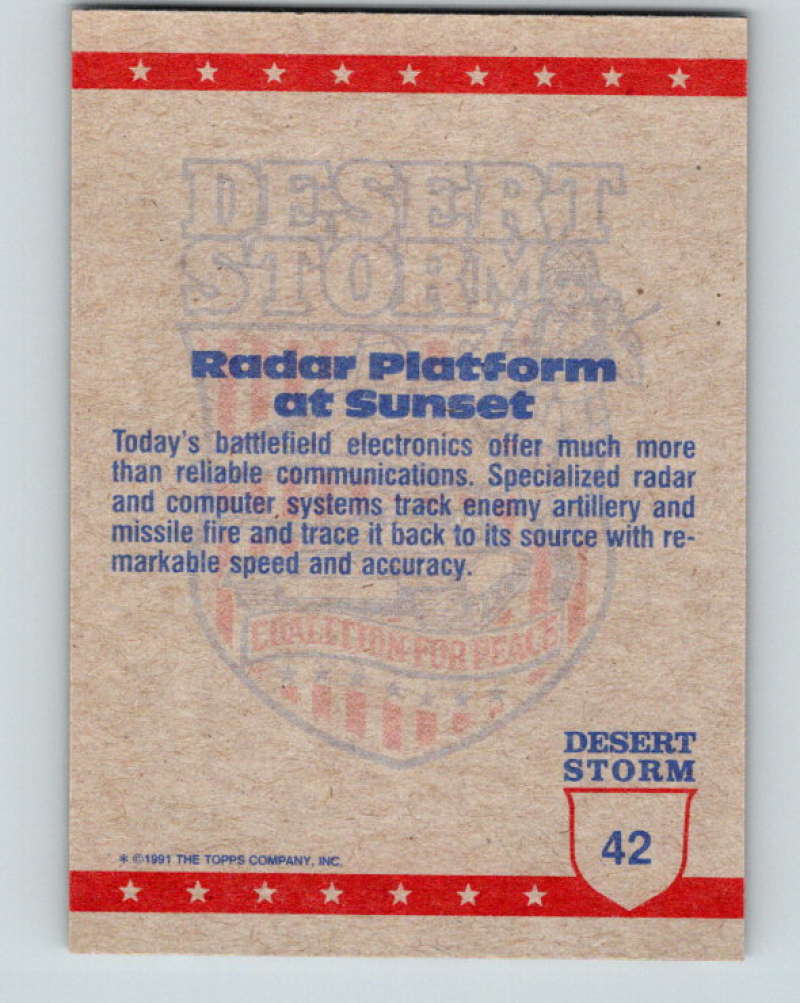 DESERT
STORM
Radar Platform
at Sunset
Today's battlefield electronics offer much more
than reliable communications. Specialized radar
and computer systems track enemy artillery and
missile fire and trace it back to its source with re-
markable speed and accuracy.
COALITION FOR PEACE
DESERT
STORM
42
* ©1991 THE TOPPS COMPANY, INC.